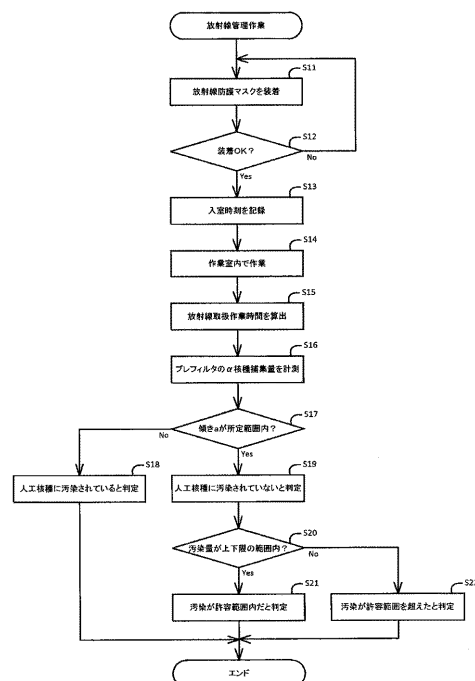 放射線管理作業
S11
放射線防護マスクを装着
S12
装着OK?
No
Yes
S13
入室時刻を記録
S14
作業室内で作業
S15
放射線取扱作業時間を算出
S16
プレフィルタのα核種捕集量を計測
S17
傾きaが所定範囲内?
No
Yes
S18
人工核種に汚染されていると判定
S19
人工核種に汚染されていないと判定
S20
汚染量が上下限の範囲内?
No
Yes
S21
汚染が許容範囲内だと判定
汚染が許容範囲を超えたと判定
エンド